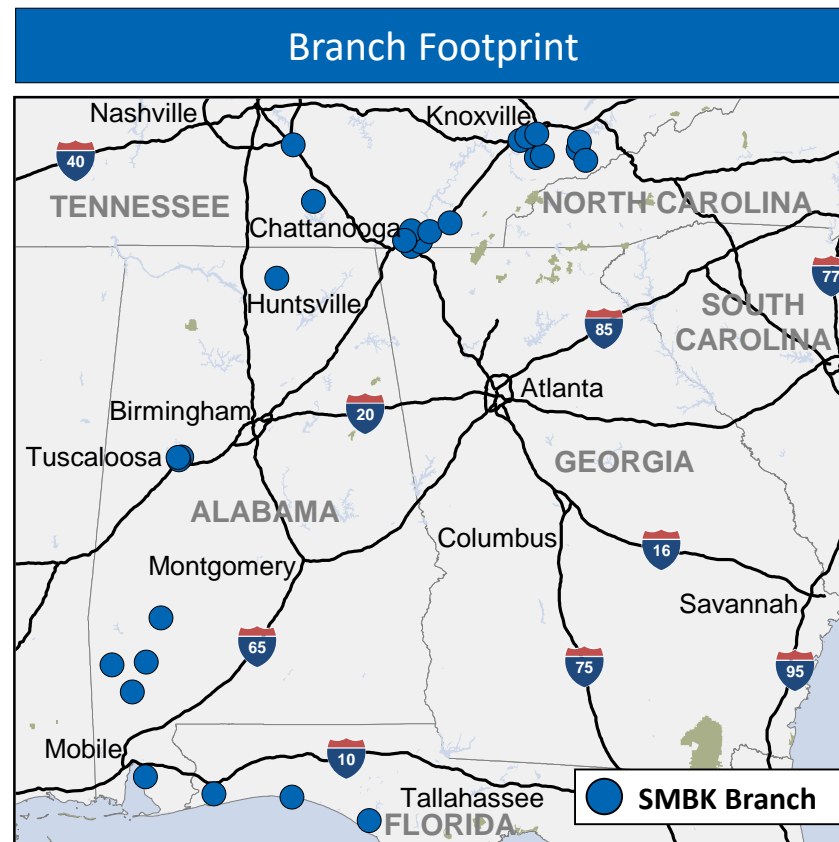 Branch Footprint
Nashville
Knoxville
40
TENNESSEE
NORTH CAROLINA
Chattanooga
77
Huntsville
SOUTH
CAROLINA
85
Atlanta
Birmingham
20
Tuscaloosa
GEORGIA
ALABAMA
Columbus
16
Montgomery
Savannah
65
75
95
Mobile
10
Tallahassee
SMBK Branch
FLORIDA